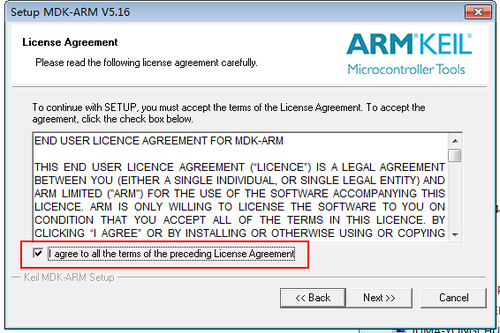 Setup MDK-ARM V5.16
License Agreement
Please read the following license agreement carefully.
ARM KEIL
Microcontroller Tools
To continue with SETUP, you must accept the terms of the License Agreement. To accept the
agreement, click the check box below.
END USER LICENCE AGREEMENT FOR MDK-ARM
THIS END USER LICENCE AGREEMENT ("LICENCE") IS A LEGAL AGREEMENT
BETWEEN YOU (EITHER A SINGLE INDIVIDUAL, OR SINGLE LEGAL ENTITY) AND
ARM LIMITED ("ARM") FOR THE USE OF THE SOFTWARE ACCOMPANYING THIS
LICENCE. ARM IS ONLY WILLING TO LICENSE THE SOFTWARE TO YOU ON
CONDITION THAT YOU ACCEPT ALL OF THE TERMS IN THIS LICENCE. BY
CLICKING "I AGREE" OR BY INSTALLING OR OTHERWISE USING OR COPYING
I agree to all the terms of the preceding License Agreement
Keil MDK-ARM Setup
<< Back
Next >>
Cancel